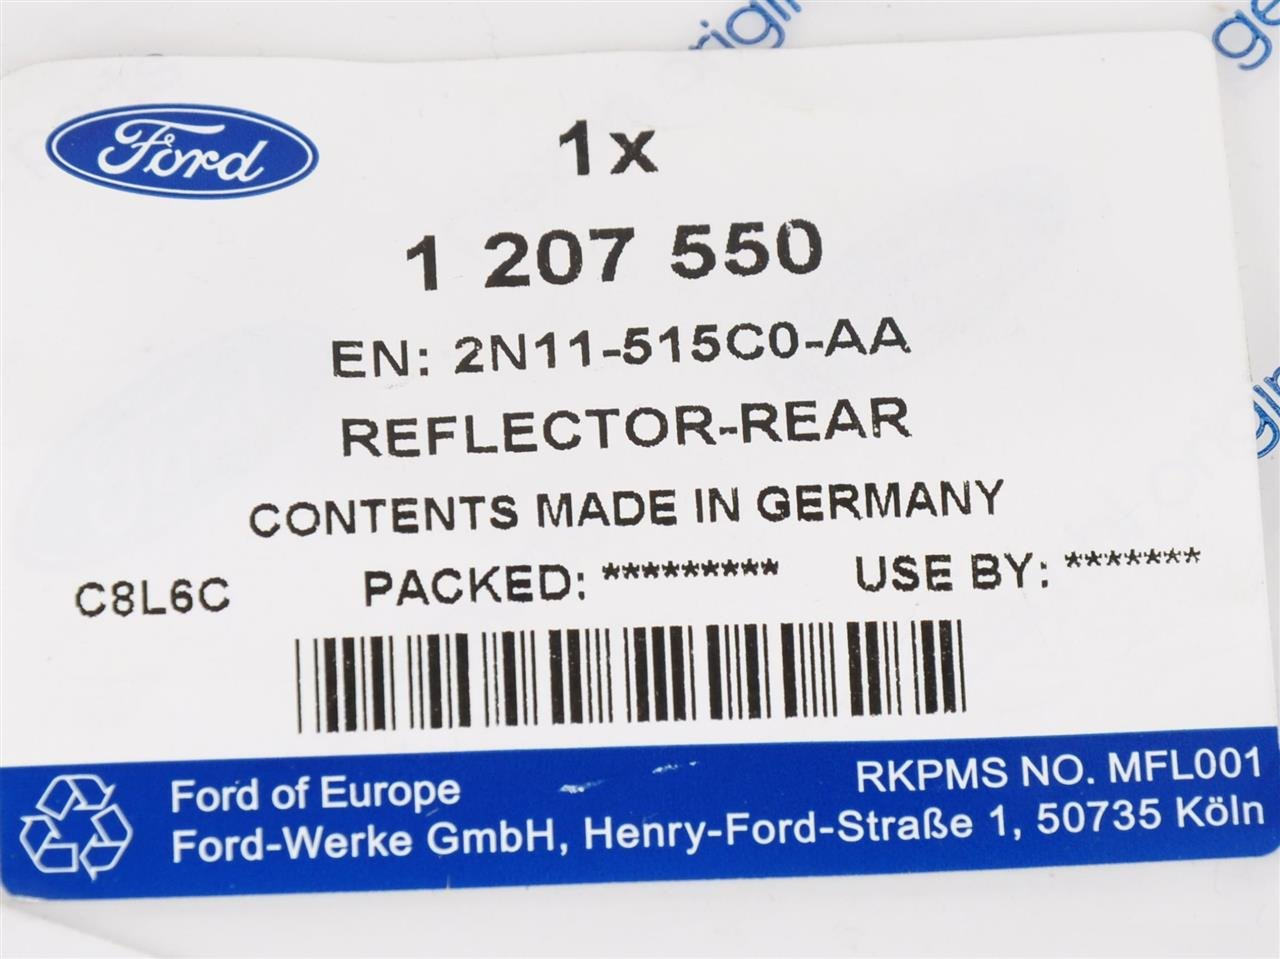 Ford
1x
1 207 550
EN: 2N11-515C0-AA
REFLECTOR-REAR
CONTENTS MADE IN GERMANY
C8L6C PACKED: ********* USE BY: *******
RKPMS NO. MFL001
Ford of Europe
Ford-Werke GmbH, Henry-Ford-Straße 1, 50735 Köln